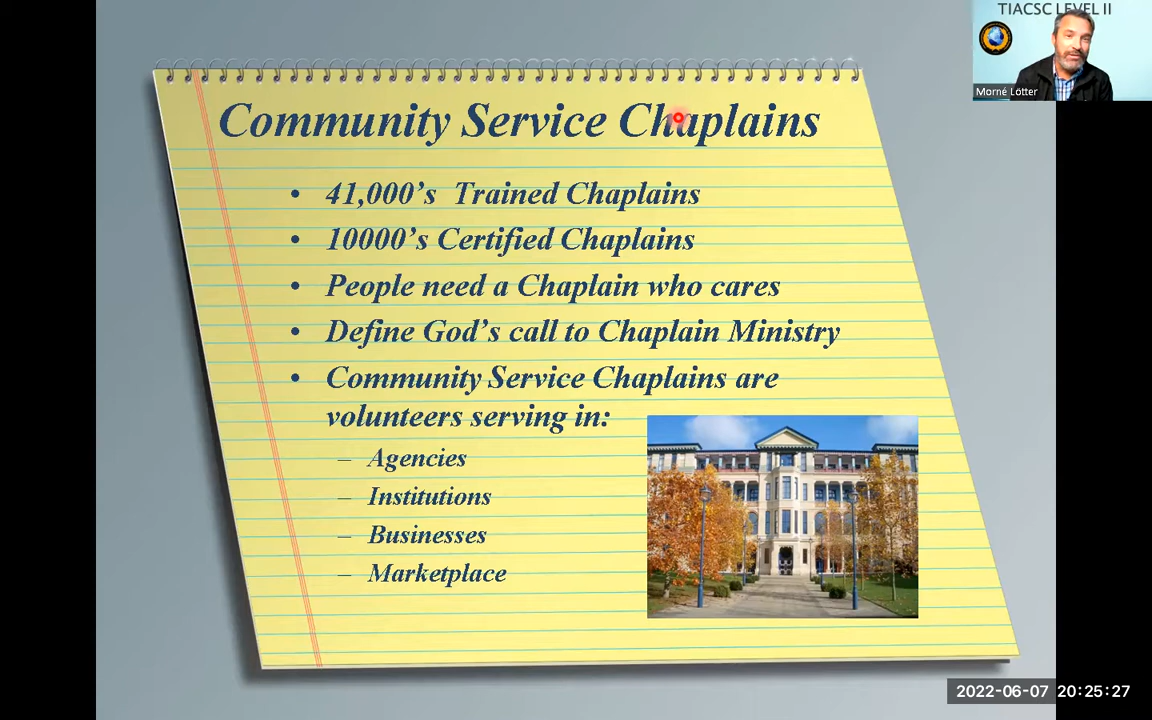 TIACSC LEVEL II
Morné Lötter
Community Service Chaplains
• 41,000’s Trained Chaplains
• 10000’s Certified Chaplains
• People need a Chaplain who cares
• Define God’s call to Chaplain Ministry
• Community Service Chaplains are
volunteers serving in:
– Agencies
– Institutions
– Businesses
– Marketplace
2022-06-07 20:25:27